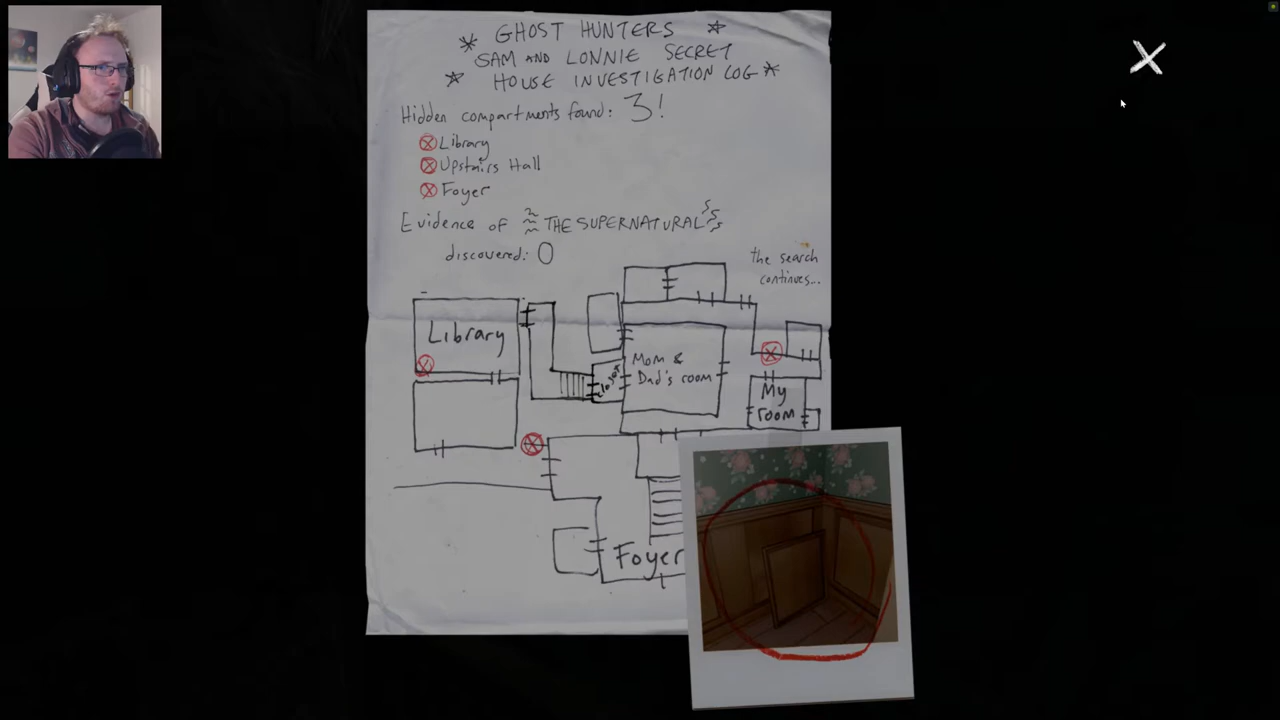 GHOST HUNTERS
SAM AND LONNIE SECRET
HOUSE INVESTIGATION LOG
Hidden compartments found: 3!
Library
Upstairs Hall
Foyer
Evidence of THE SUPERNATURAL
discovered: 0
the search
continues...
Library
closet
Mom &
Dad's room
My
room
Foyer